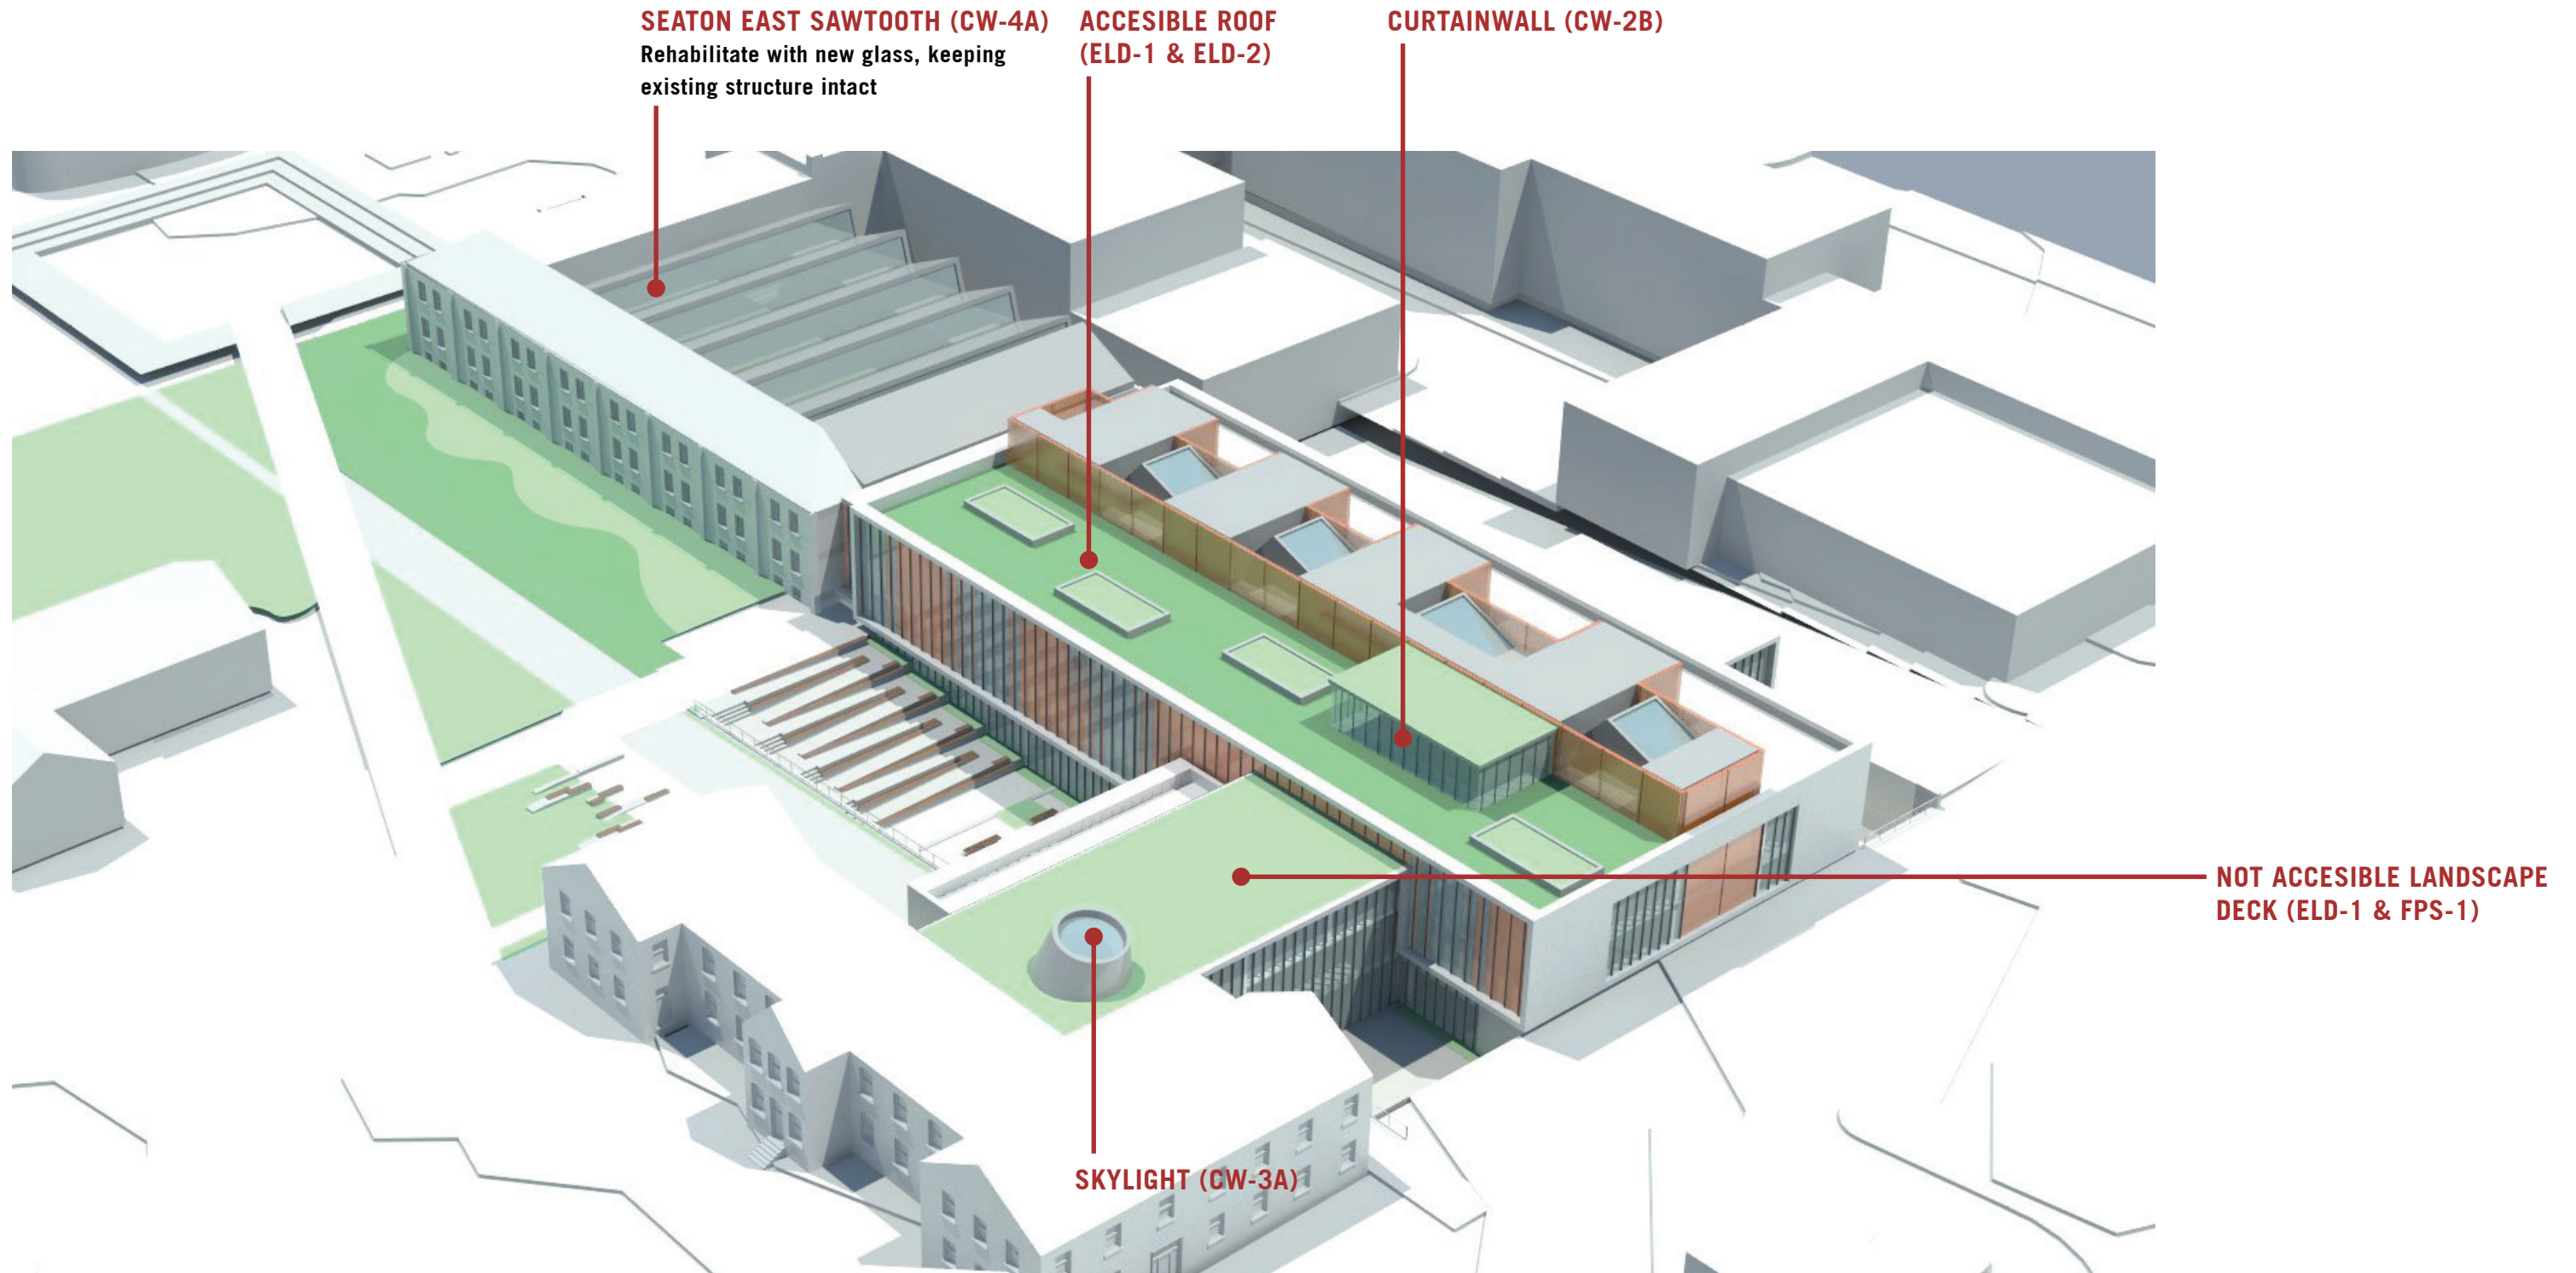 SEATON EAST SAWTOOTH (CW-4A)
Rehabilitate with new glass, keeping
existing structure intact
ACCESIBLE ROOF
(ELD-1 & ELD-2)
CURTAINWALL (CW-2B)
NOT ACCESIBLE LANDSCAPE
DECK (ELD-1 & FPS-1)
SKYLIGHT (CW-3A)